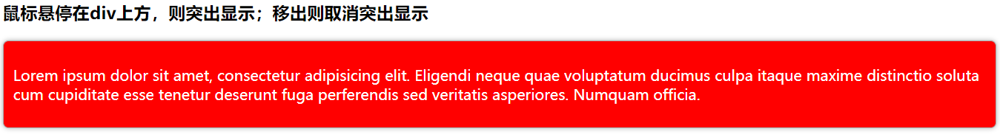 鼠标悬停在div上方，则突出显示；移出则取消突出显示
Lorem ipsum dolor sit amet, consectetur adipisicing elit. Eligendi neque quae voluptatum ducimus culpa itaque maxime distinctio soluta
cum cupiditate esse tenetur deserunt fuga perferendis sed veritatis asperiores. Numquam officia.